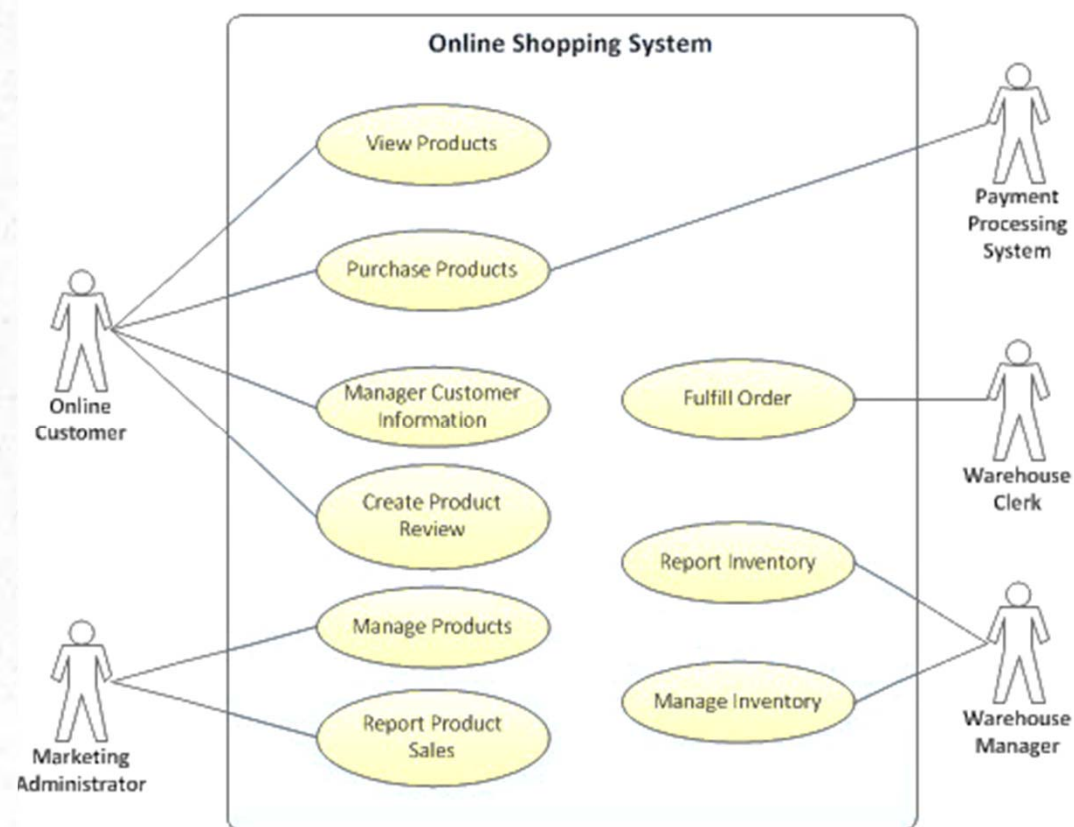 Online Shopping System
View Products
Purchase Products
Manager Customer
Information
Create Product
Review
Manage Products
Report Product
Sales
Fulfill Order
Report Inventory
Manage Inventory
Online
Customer
Marketing
Administrator
Payment
Processing
System
Warehouse
Clerk
Warehouse
Manager